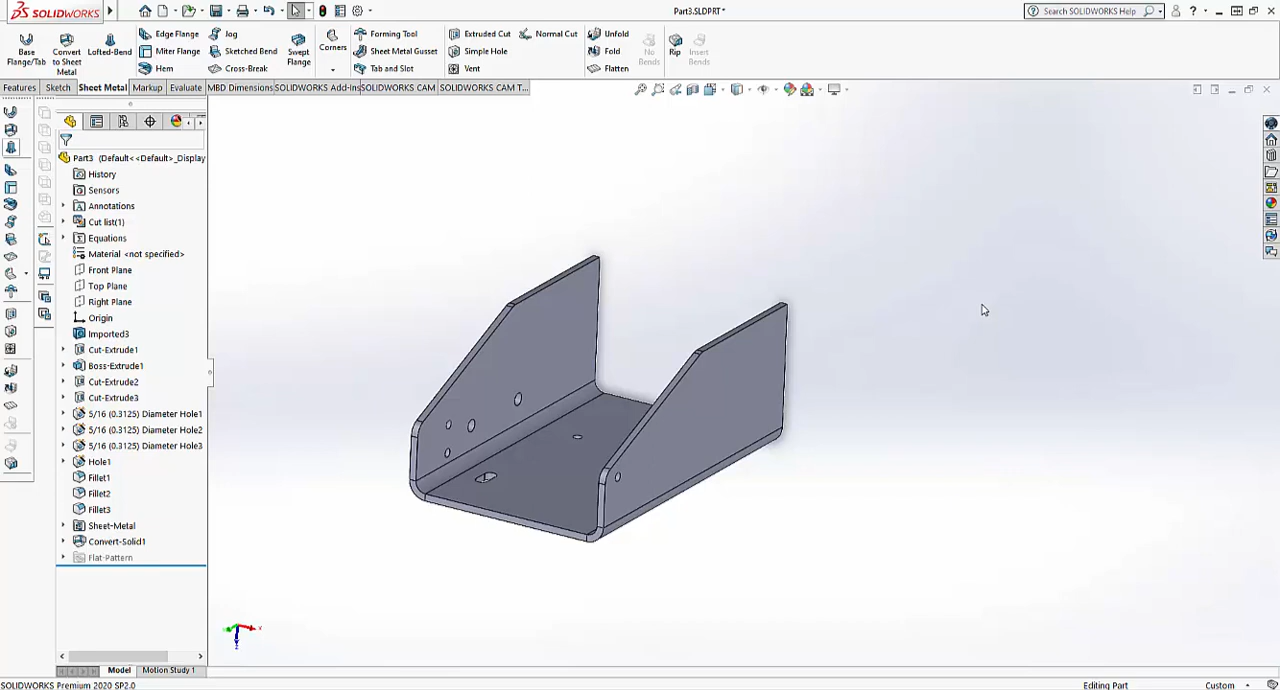 SOLIDWORKS
Part3.SLDPRT *
Search SOLIDWORKS Help
Base Flange/Tab
Convert to Sheet Metal
Lofted-Bend
Edge Flange
Miter Flange
Hem
Jog
Sketched Bend
Cross-Break
Swept Flange
Corners
Forming Tool
Sheet Metal Gusset
Tab and Slot
Extruded Cut
Simple Hole
Vent
Normal Cut
Unfold
Fold
Flatten
No Bends
Rip
Insert Bends
Features
Sketch
Sheet Metal
Markup
Evaluate
MBD Dimensions
SOLIDWORKS Add-Ins
SOLIDWORKS CAM
SOLIDWORKS CAM T...
Part3 (Default<<Default>_Display
History
Sensors
Annotations
Cut list(1)
Equations
Material <not specified>
Front Plane
Top Plane
Right Plane
Origin
Imported3
Cut-Extrude1
Boss-Extrude1
Cut-Extrude2
Cut-Extrude3
5/16 (0.3125) Diameter Hole1
5/16 (0.3125) Diameter Hole2
5/16 (0.3125) Diameter Hole3
Hole1
Fillet1
Fillet2
Fillet3
Sheet-Metal
Convert-Solid1
Flat-Pattern
Model
Motion Study 1
SOLIDWORKS Premium 2020 SP2.0
Editing Part
Custom